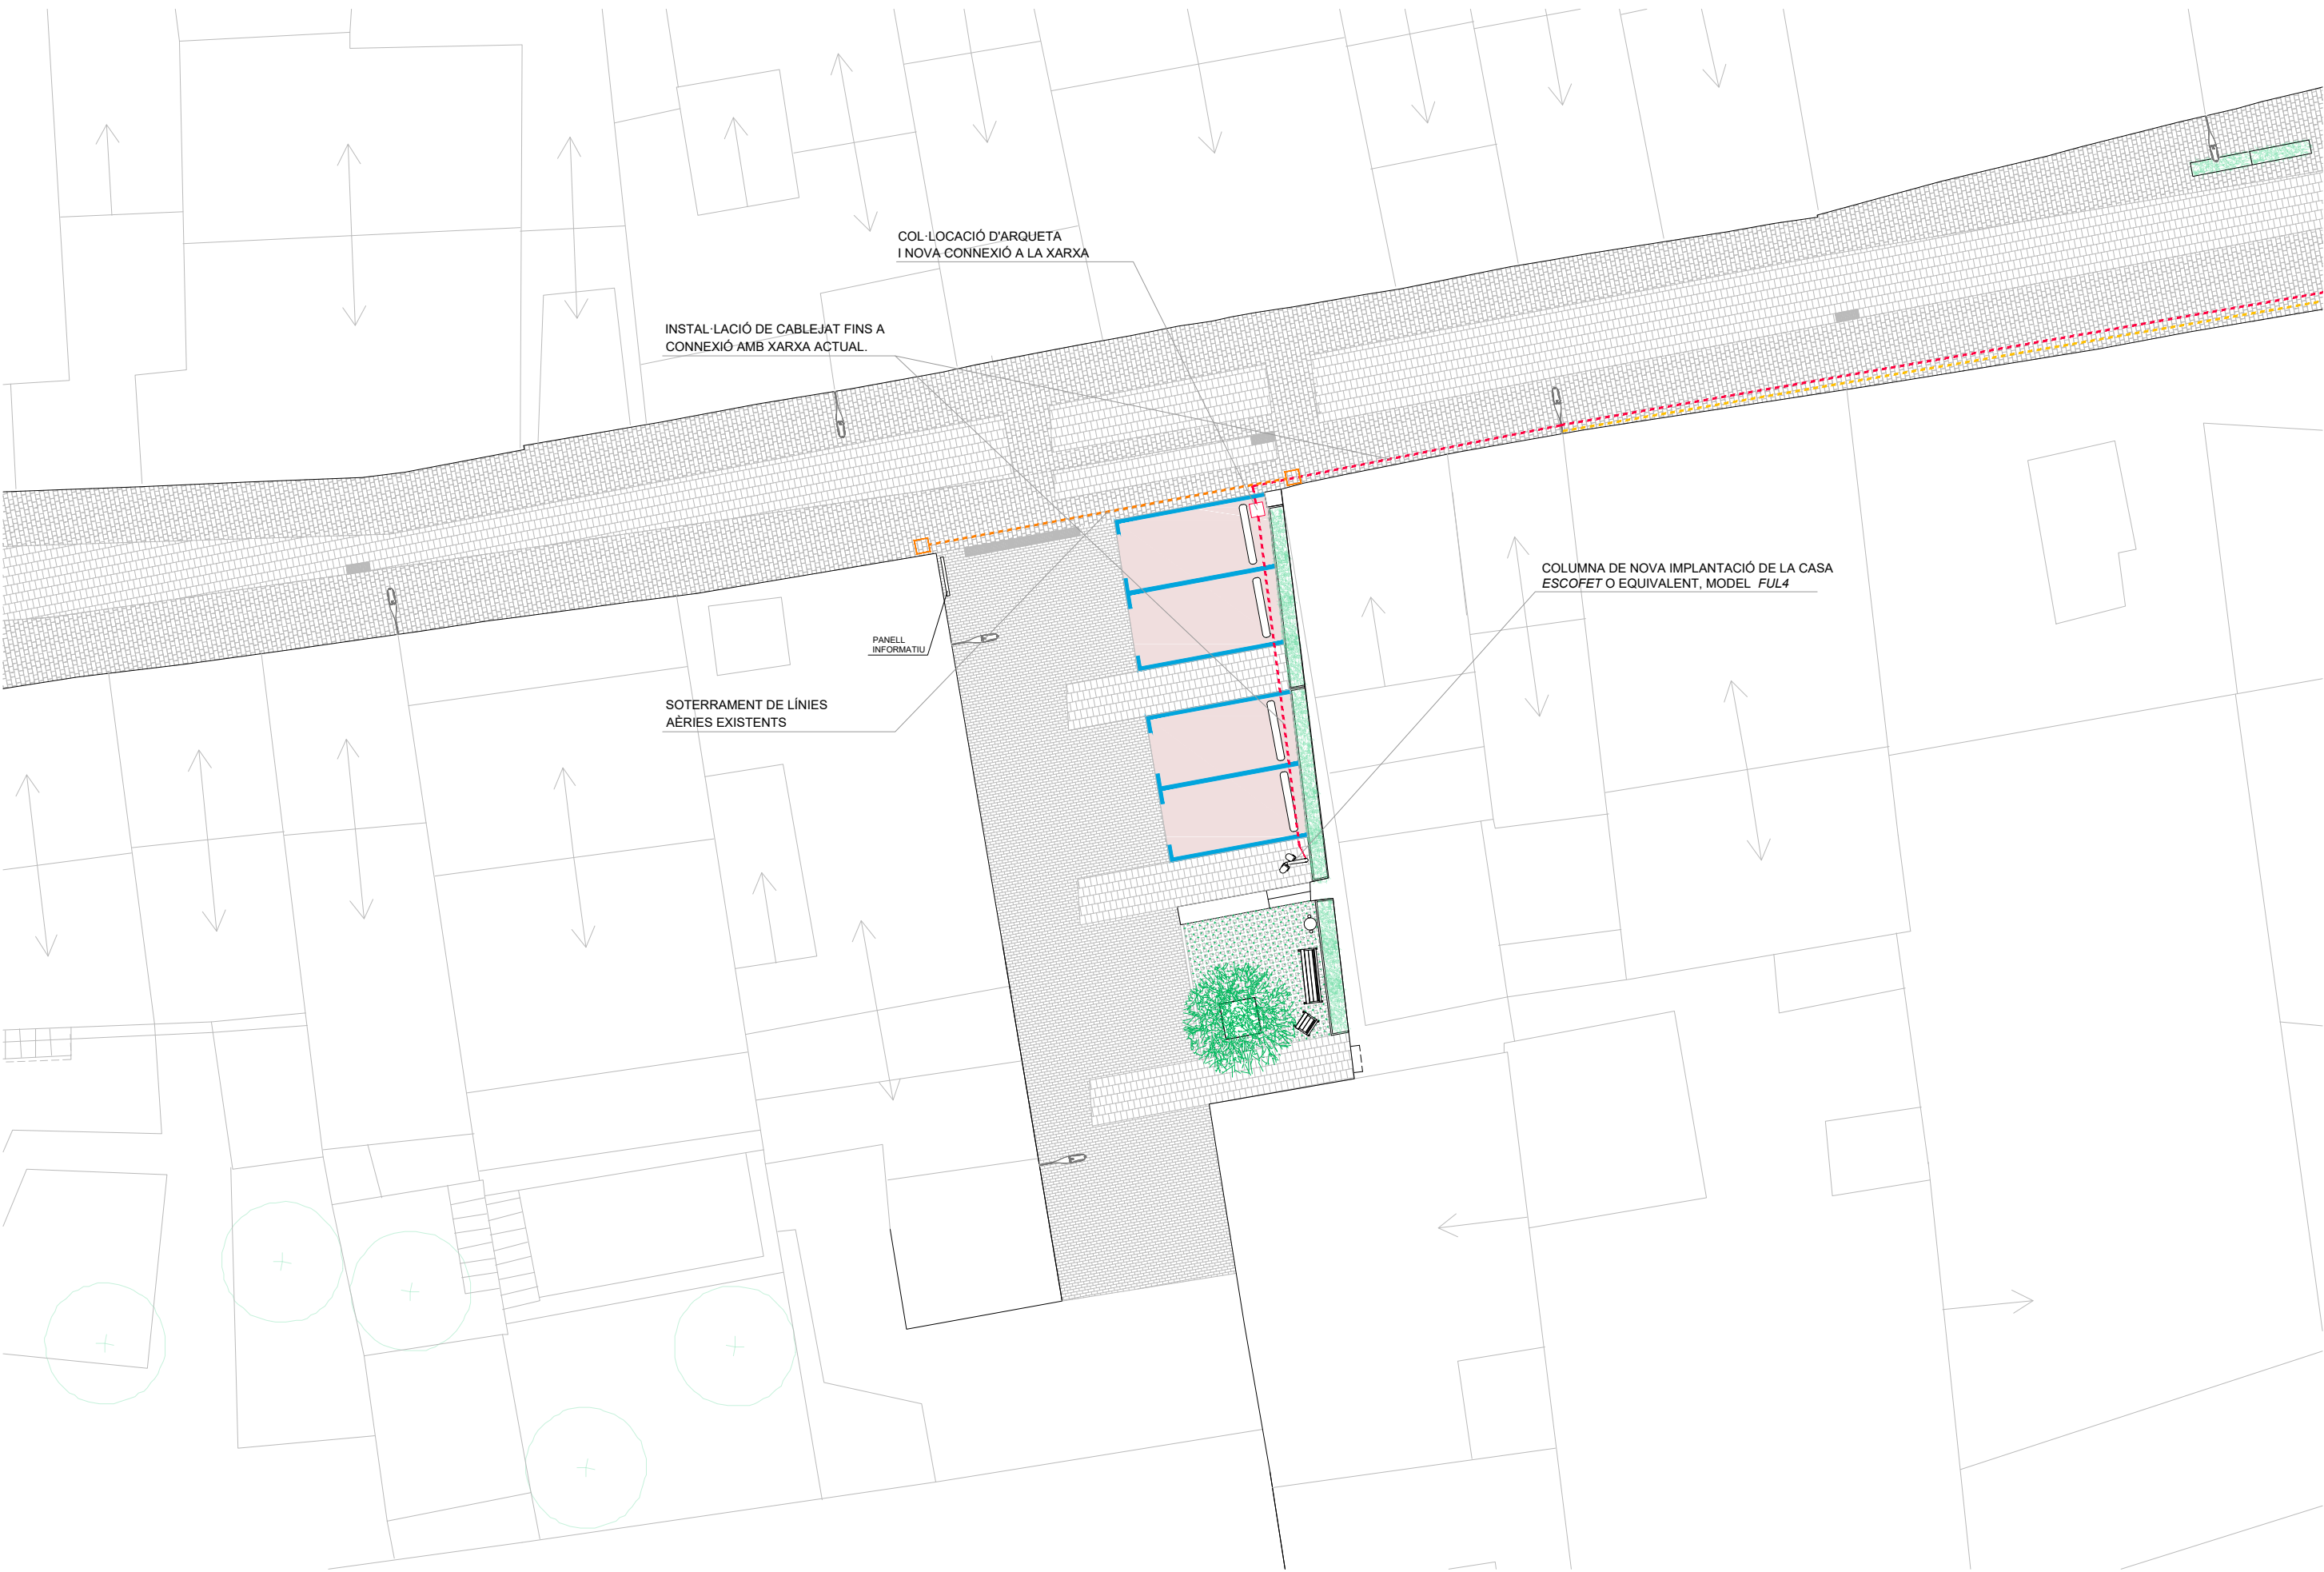 COL·LOCACIÓ D'ARQUETA
I NOVA CONNEXIÓ A LA XARXA
INSTAL·LACIÓ DE CABLEJAT FINS A
CONNEXIÓ AMB XARXA ACTUAL.
COLUMNA DE NOVA IMPLANTACIÓ DE LA CASA
ESCOFET O EQUIVALENT, MODEL FUL4
PANELL
INFORMATIU
SOTERRAMENT DE LÍNIES
AÈRIES EXISTENTS